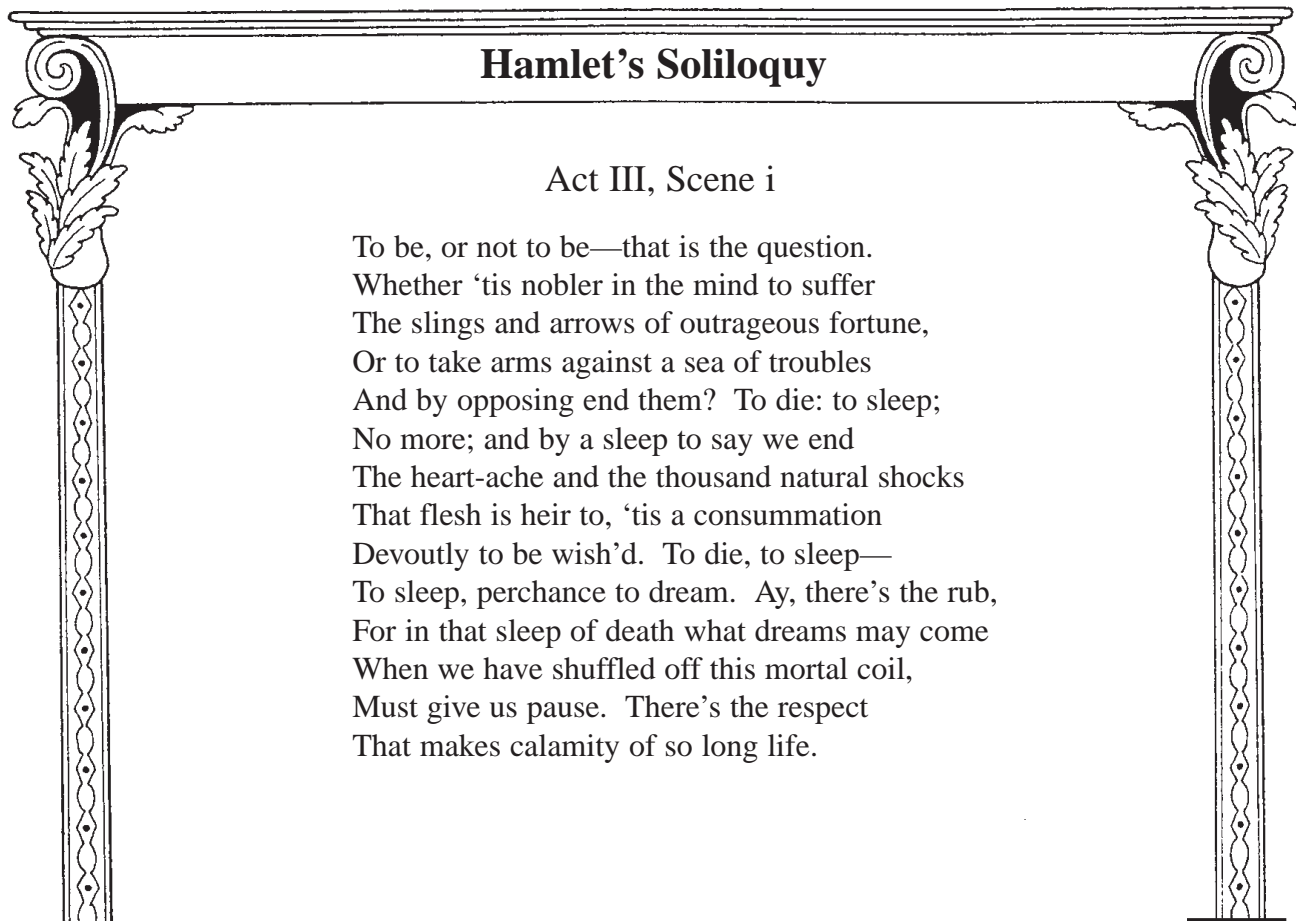 Hamlet’s Soliloquy
Act III, Scene i
To be, or not to be—that is the question.
Whether ‘tis nobler in the mind to suffer
The slings and arrows of outrageous fortune,
Or to take arms against a sea of troubles
And by opposing end them?  To die: to sleep;
No more; and by a sleep to say we end
The heart-ache and the thousand natural shocks
That flesh is heir to, ‘tis a consummation
Devoutly to be wish’d.  To die, to sleep—
To sleep, perchance to dream.  Ay, there’s the rub,
For in that sleep of death what dreams may come
When we have shuffled off this mortal coil,
Must give us pause.  There’s the respect
That makes calamity of so long life.